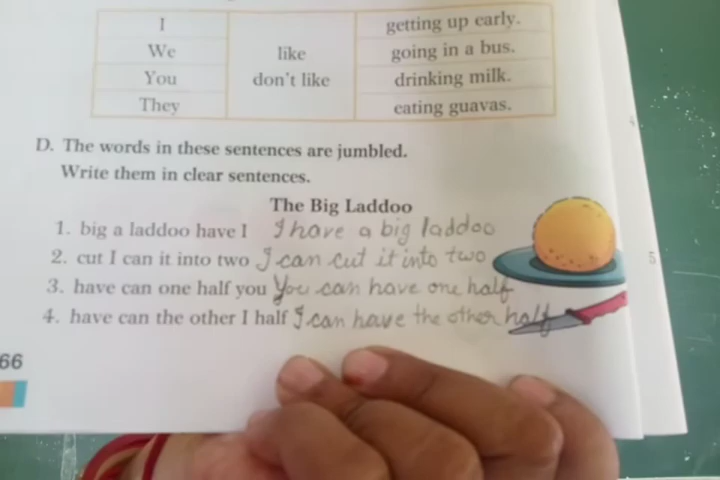 I getting up early.
We like going in a bus.
You don't like drinking milk.
They eating guavas.
D. The words in these sentences are jumbled.
Write them in clear sentences.
The Big Laddoo
1. big a laddoo have I I have a big laddoo
2. cut I can it into two I can cut it into two
3. have can one half you You can have one half
4. have can the other I half I can have the other half
66
5